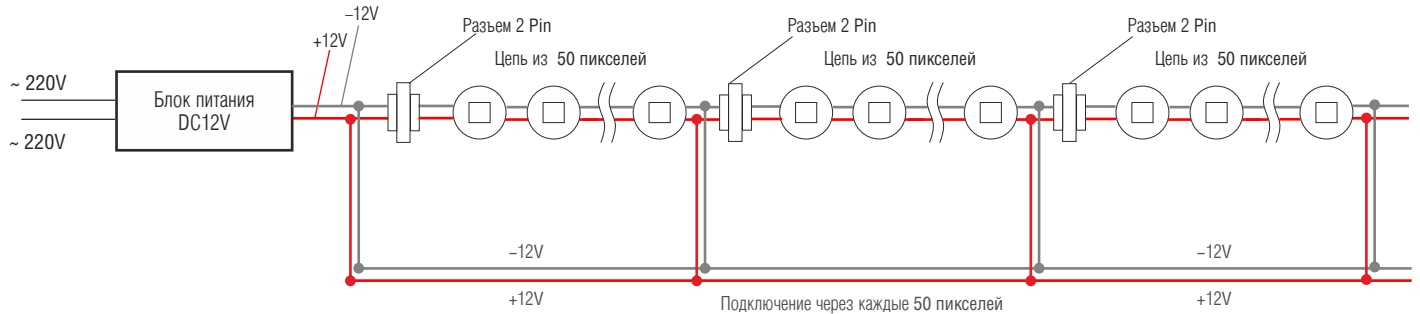 −12V
+12V
Разъем 2 Pin
Разъем 2 Pin
Разъем 2 Pin
Цепь из 50 пикселей
Цепь из 50 пикселей
Цепь из 50 пикселей
~ 220V
Блок питания
DC12V
~ 220V
−12V
−12V
+12V
Подключение через каждые 50 пикселей
+12V